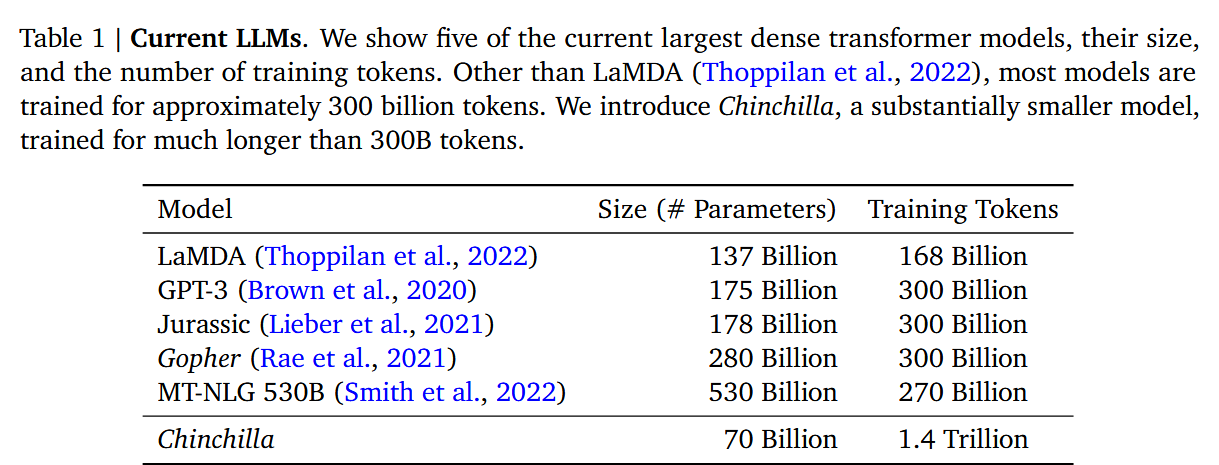 Table 1 | Current LLMs. We show five of the current largest dense transformer models, their size,
and the number of training tokens. Other than LaMDA (Thoppilan et al., 2022), most models are
trained for approximately 300 billion tokens. We introduce Chinchilla, a substantially smaller model,
trained for much longer than 300B tokens.
Model Size (# Parameters) Training Tokens
LaMDA (Thoppilan et al., 2022) 137 Billion 168 Billion
GPT-3 (Brown et al., 2020) 175 Billion 300 Billion
Jurassic (Lieber et al., 2021) 178 Billion 300 Billion
Gopher (Rae et al., 2021) 280 Billion 300 Billion
MT-NLG 530B (Smith et al., 2022) 530 Billion 270 Billion
Chinchilla 70 Billion 1.4 Trillion